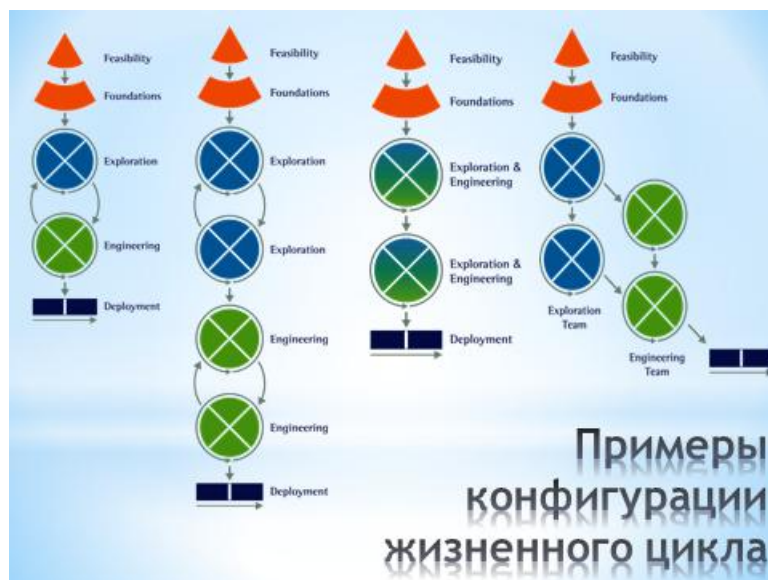 Feasibility
Foundations
Exploration
Engineering
Deployment
Feasibility
Foundations
Exploration
Exploration
Engineering
Engineering
Deployment
Feasibility
Foundations
Exploration &
Engineering
Exploration &
Engineering
Deployment
Feasibility
Foundations
Exploration
Team
Engineering
Team
Примеры
конфигурации
жизненного цикла